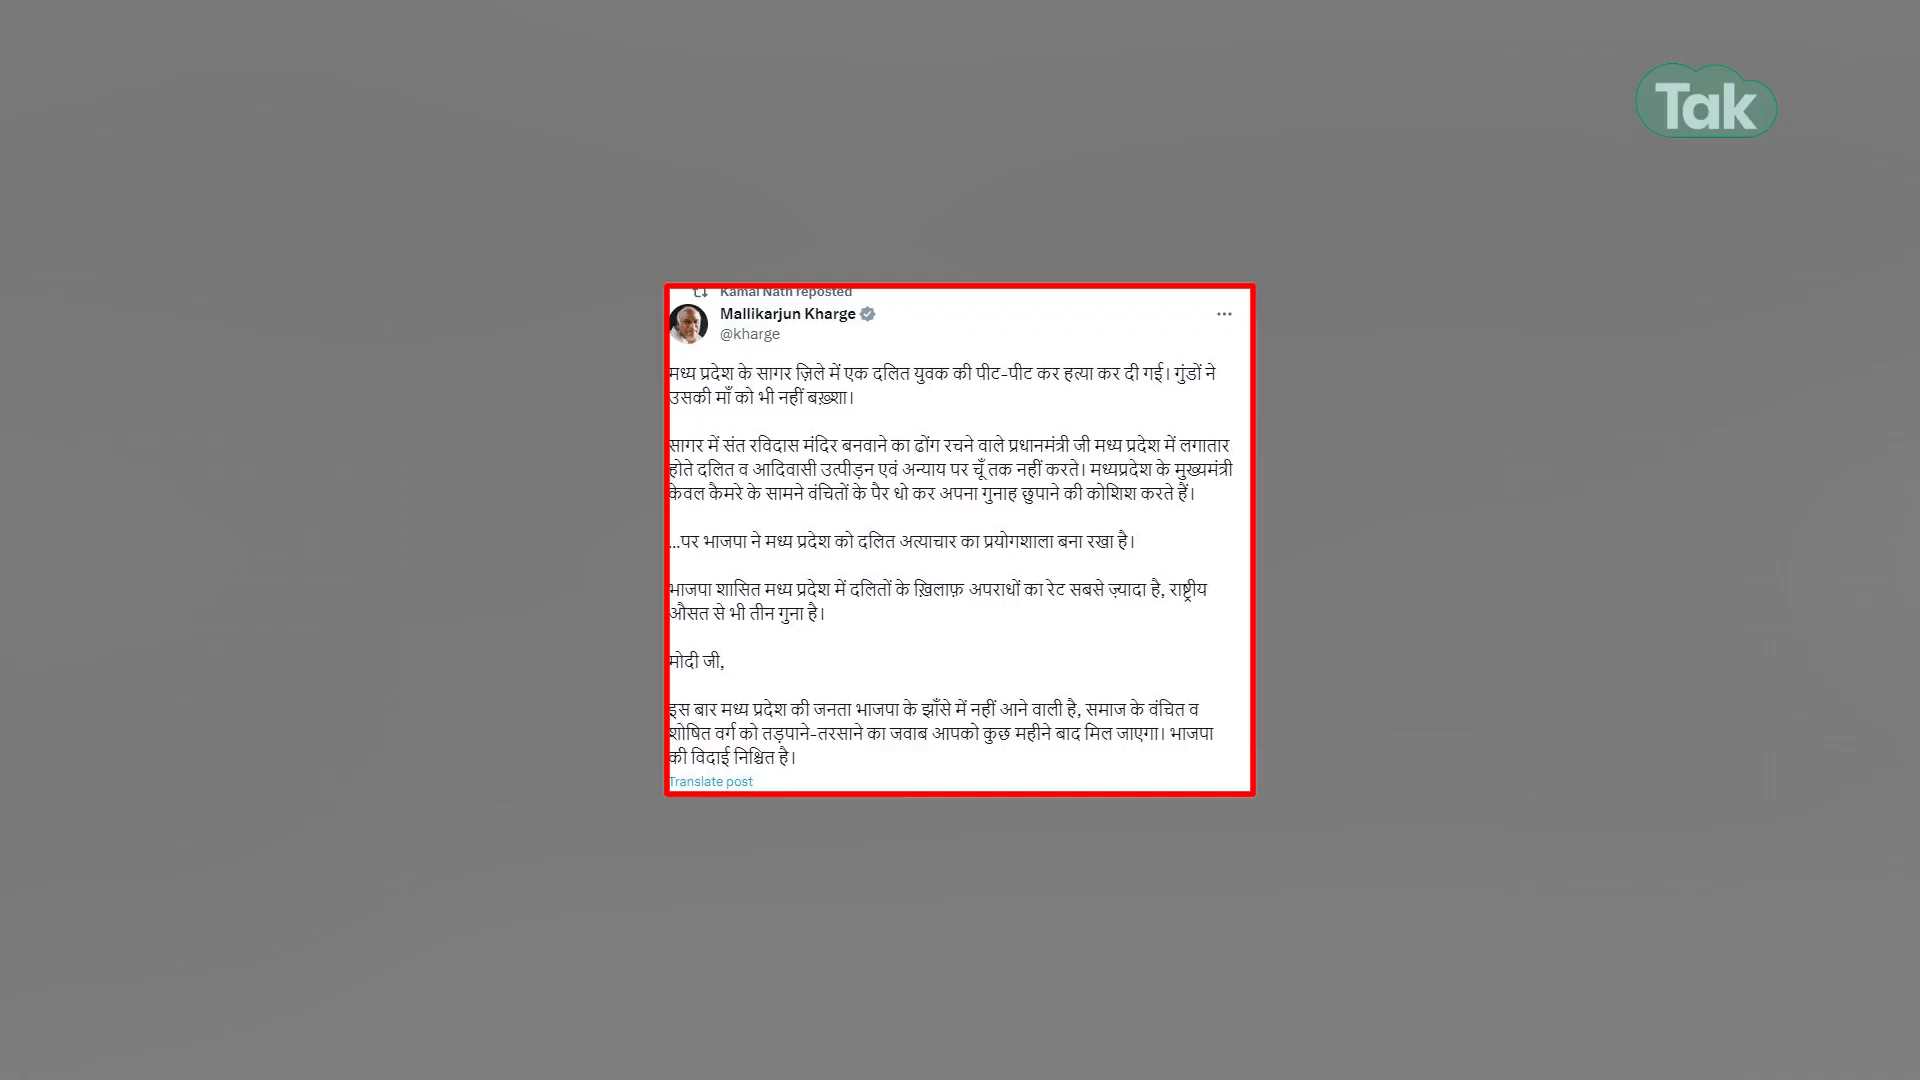 Tak
Kamal Nath reposted
Mallikarjun Kharge
@kharge
मध्य प्रदेश के सागर ज़िले में एक दलित युवक की पीट-पीट कर हत्या कर दी गई। गुंडों ने
उसकी माँ को भी नहीं बख़्शा।
सागर में संत रविदास मंदिर बनवाने का ढोंग रचने वाले प्रधानमंत्री जी मध्य प्रदेश में लगातार
होते दलित व आदिवासी उत्पीड़न एवं अन्याय पर चूँ तक नहीं करते। मध्यप्रदेश के मुख्यमंत्री
केवल कैमरे के सामने वंचितों के पैर धो कर अपना गुनाह छुपाने की कोशिश करते हैं।
...पर भाजपा ने मध्य प्रदेश को दलित अत्याचार का प्रयोगशाला बना रखा है।
भाजपा शासित मध्य प्रदेश में दलितों के ख़िलाफ़ अपराधों का रेट सबसे ज़्यादा है, राष्ट्रीय
औसत से भी तीन गुना है।
मोदी जी,
इस बार मध्य प्रदेश की जनता भाजपा के झाँसे में नहीं आने वाली है, समाज के वंचित व
शोषित वर्ग को तड़पाने-तरसाने का जवाब आपको कुछ महीने बाद मिल जाएगा। भाजपा
की विदाई निश्चित है।
Translate post